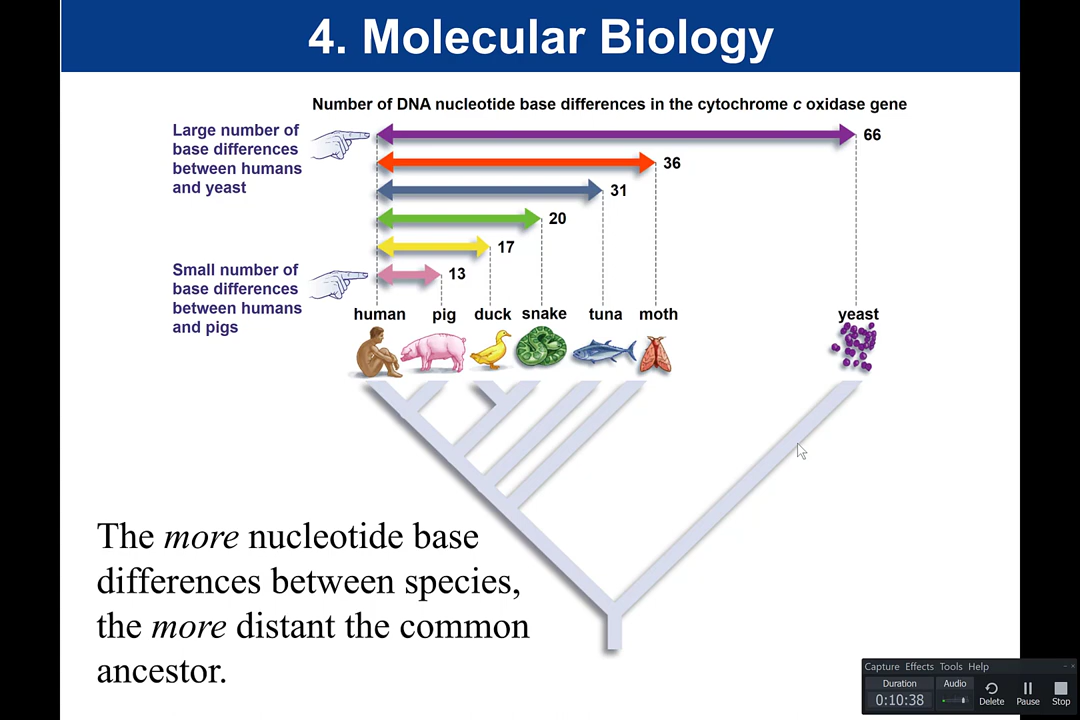 4. Molecular Biology
Number of DNA nucleotide base differences in the cytochrome c oxidase gene
Large number of
base differences
between humans
and yeast
66
36
31
20
17
13
Small number of
base differences
between humans
and pigs
human pig duck snake tuna moth yeast
The more nucleotide base
differences between species,
the more distant the common
ancestor.
Capture Effects Tools Help
Duration Audio
0:10:38
Delete Pause Stop